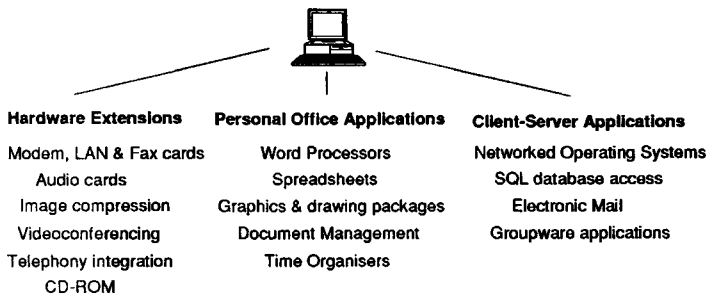 Hardware Extensions
Modem, LAN & Fax cards
Audio cards
Image compression
Videoconferencing
Telephony integration
CD-ROM
Personal Office Applications
Word Processors
Spreadsheets
Graphics & drawing packages
Document Management
Time Organisers
Client-Server Applications
Networked Operating Systems
SQL database access
Electronic Mail
Groupware applications